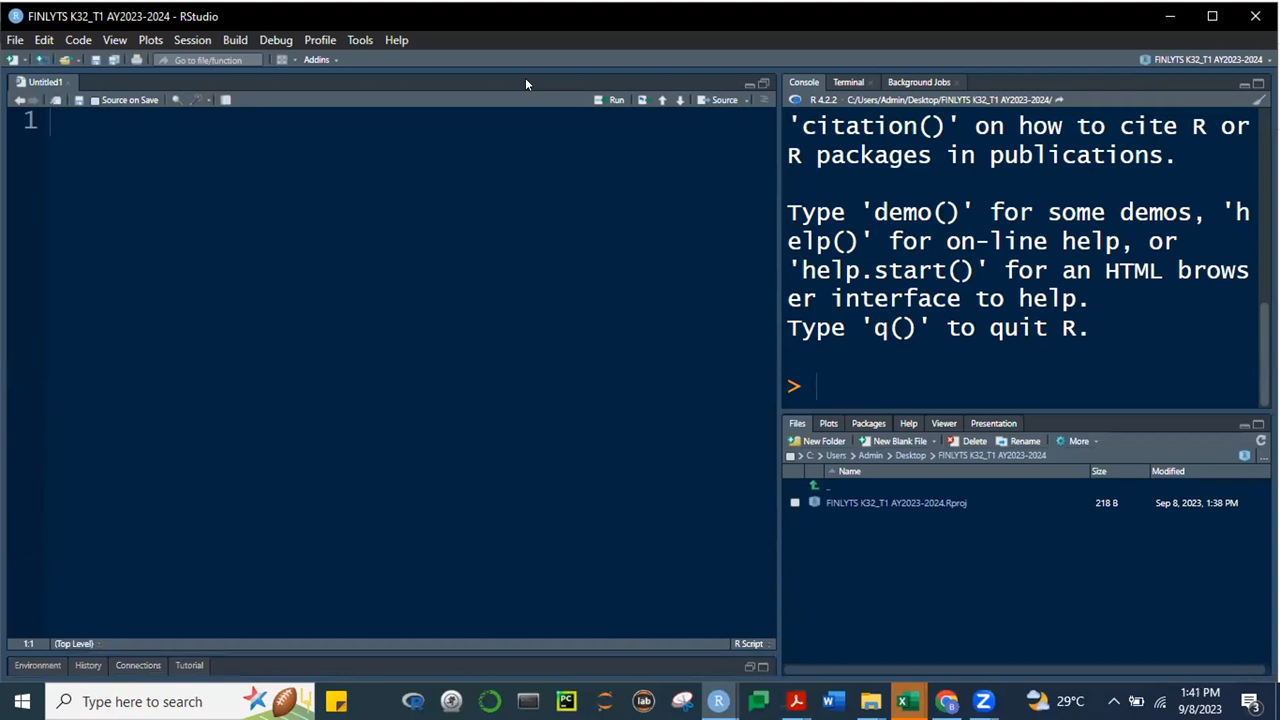 FINLYTS K32_T1 AY2023-2024 - RStudio
File Edit Code View Plots Session Build Debug Profile Tools Help
Go to file/function Addins FINLYTS K32_T1 AY2023-2024
Untitled1
Source on Save Run Source
1
1:1 (Top Level) R Script
Environment History Connections Tutorial
Console Terminal Background Jobs
R 4.2.2 C:/Users/Admin/Desktop/FINLYTS K32_T1 AY2023-2024/
'citation()' on how to cite R or
R packages in publications.
Type 'demo()' for some demos, 'h
elp()' for on-line help, or
'help.start()' for an HTML brows
er interface to help.
Type 'q()' to quit R.
>
Files Plots Packages Help Viewer Presentation
New Folder New Blank File Delete Rename More
C: Users Admin Desktop FINLYTS K32_T1 AY2023-2024
Name Size Modified
..
FINLYTS K32_T1 AY2023-2024.Rproj 218 B Sep 8, 2023, 1:38 PM
Type here to search
PC
lab
29°C
1:41 PM
9/8/2023
3